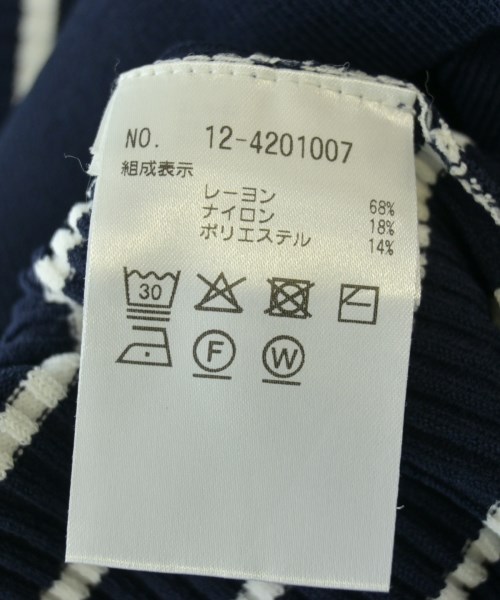 NO. 12-4201007
組成表示
レーヨン 68%
ナイロン 18%
ポリエステル 14%
30
F W